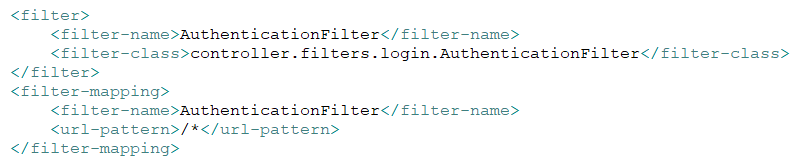 <filter>
    <filter-name>AuthenticationFilter</filter-name>
    <filter-class>controller.filters.login.AuthenticationFilter</filter-class>
</filter>
<filter-mapping>
    <filter-name>AuthenticationFilter</filter-name>
    <url-pattern>/*</url-pattern>
</filter-mapping>